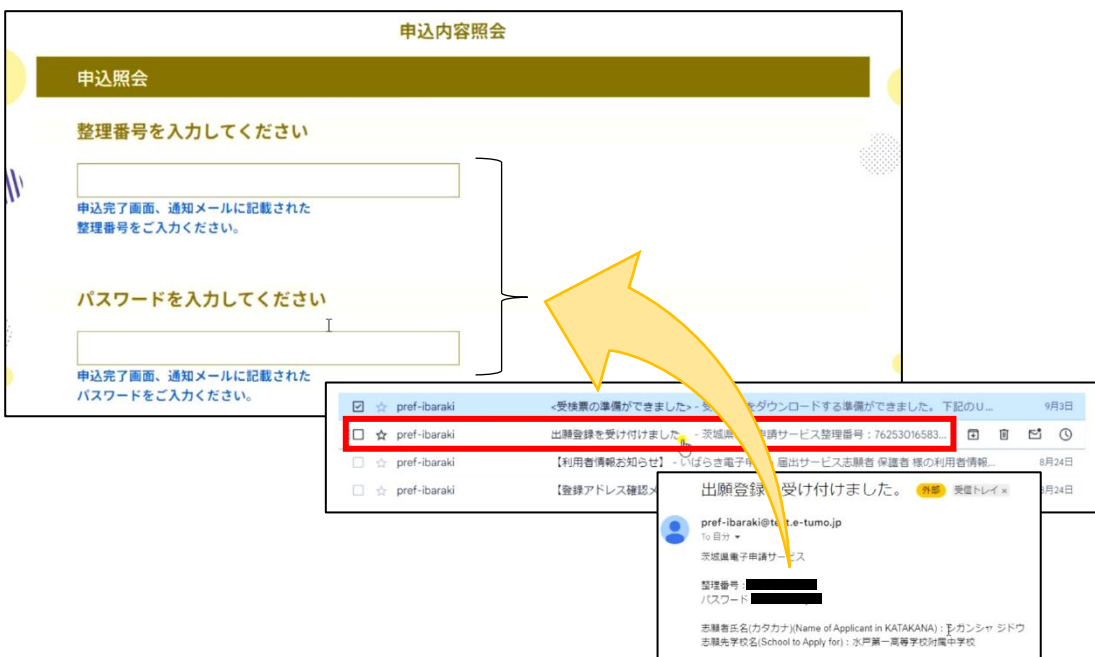 申込内容照会
申込照会
整理番号を入力してください
申込完了画面、通知メールに記載された
整理番号をご入力ください。
パスワードを入力してください
申込完了画面、通知メールに記載された
パスワードをご入力ください。
pref-ibaraki <受検票の準備ができました> - 受 をダウンロードする準備ができました。 下記のU... 9月3日
pref-ibaraki 出願登録を受け付けました。 - 茨城県 申請サービス整理番号：76253016583...
pref-ibaraki 【利用者情報お知らせ】 - いばらき電子申 届出サービス志願者 保護者 様の利用者情報... 8月24日
pref-ibaraki 【登録アドレス確認メ 月24日
出願登録 受け付けました。 外部 受信トレイ ×
pref-ibaraki@te t.e-tumo.jp
To 自分
茨城県電子申請サービス
整理番号：
パスワード
志願者氏名(カタカナ)(Name of Applicant in KATAKANA)：シガンシャ ジドウ
志願先学校名(School to Apply for)：水戸第一高等学校附属中学校